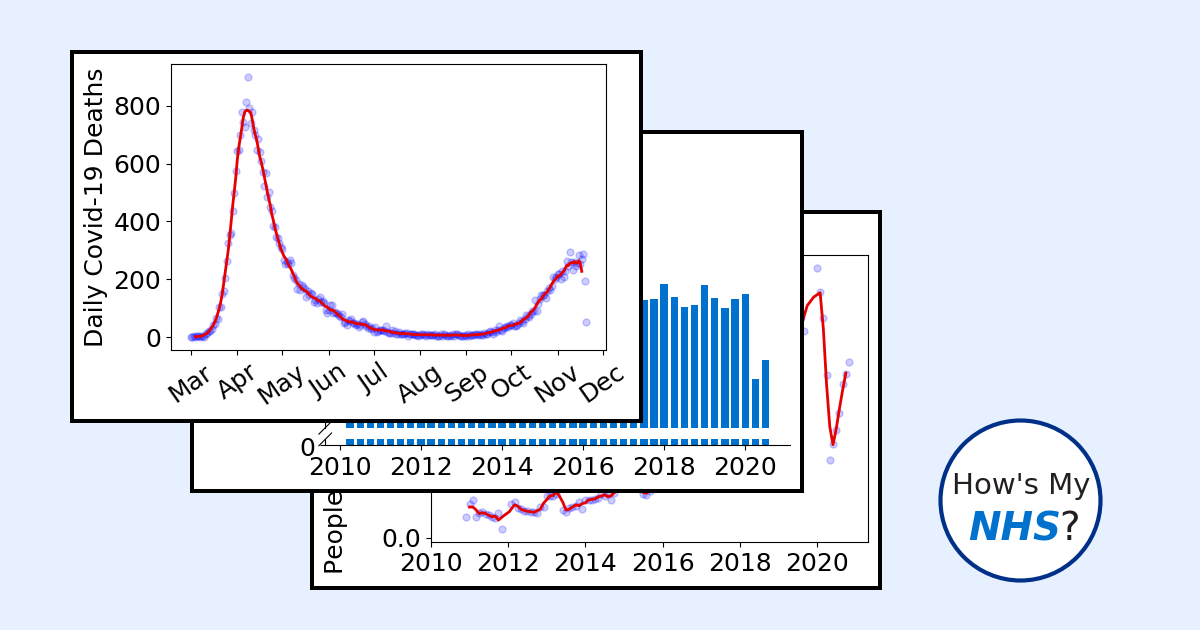 Daily Covid-19 Deaths
800
600
400
200
0
Mar Apr May Jun Jul Aug Sep Oct Nov Dec
0
2010 2012 2014 2016 2018 2020
People
0.0
2010 2012 2014 2016 2018 2020
How's My
NHS?